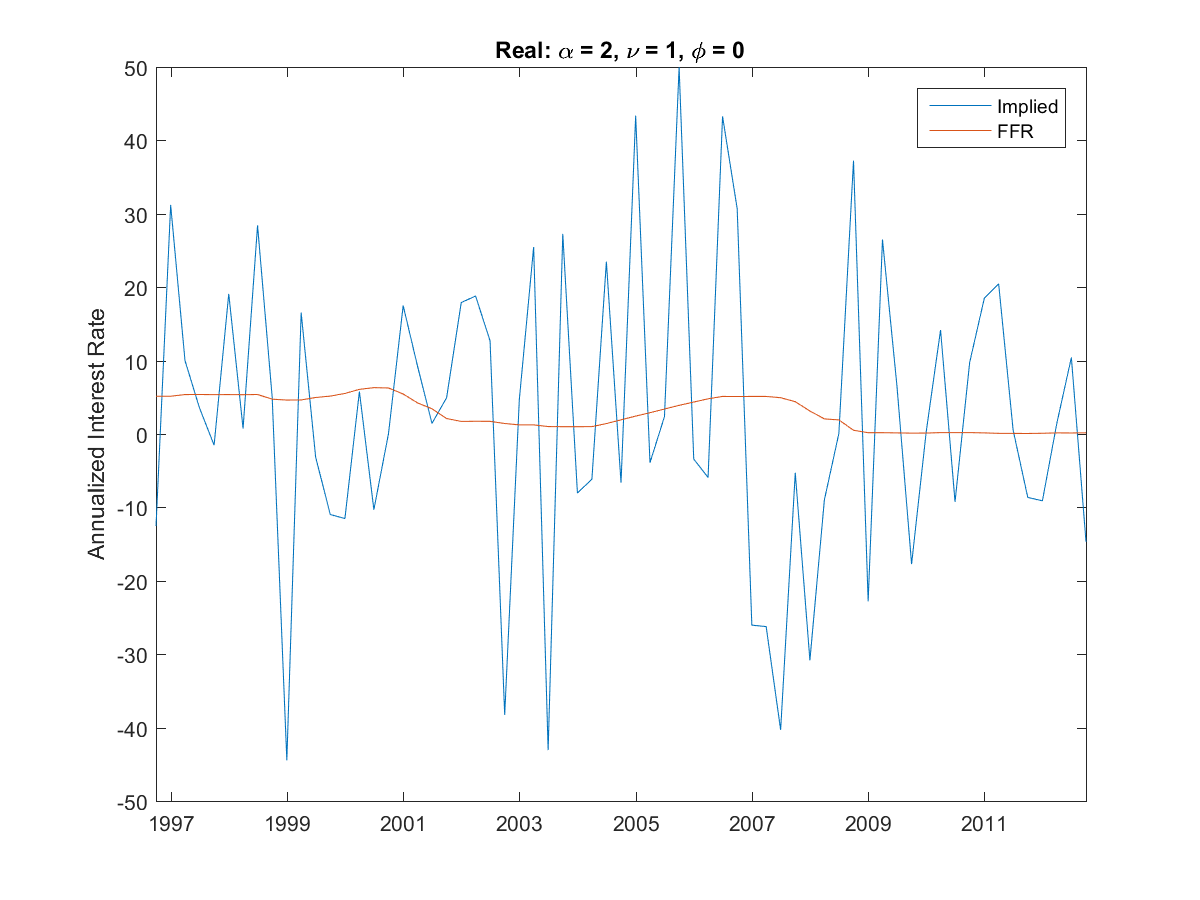 Real: α = 2, ν = 1, ϕ = 0
Implied
FFR
Annualized Interest Rate
50
40
30
20
10
0
-10
-20
-30
-40
-50
1997 1999 2001 2003 2005 2007 2009 2011